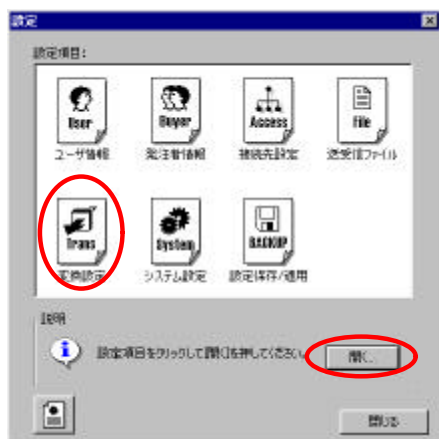 設定
設定項目:
User
Buyer
Access
File
ユーザ情報
発注者情報
接続先設定
送受信ファイル
Trans
System
BACKUP
変換設定
システム設定
設定保存/適用
説明
設定項目をクリックして[開く]を押してください。
開く...
閉じる